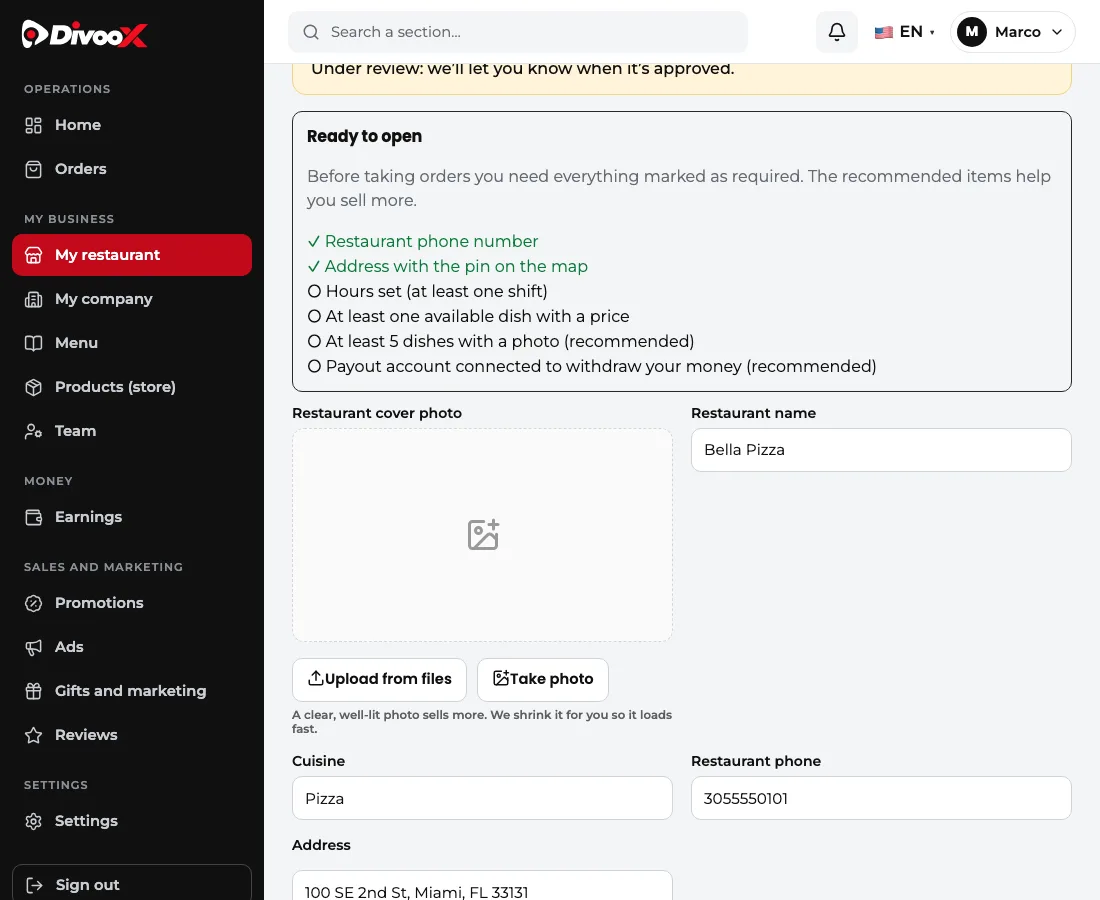 DivooX
Search a section...
EN
M
Marco
OPERATIONS
Home
Orders
MY BUSINESS
My restaurant
My company
Menu
Products (store)
Team
MONEY
Earnings
SALES AND MARKETING
Promotions
Ads
Gifts and marketing
Reviews
SETTINGS
Settings
Sign out
Under review: we'll let you know when it's approved.
Ready to open
Before taking orders you need everything marked as required. The recommended items help
you sell more.
✓ Restaurant phone number
✓ Address with the pin on the map
O Hours set (at least one shift)
O At least one available dish with a price
O At least 5 dishes with a photo (recommended)
O Payout account connected to withdraw your money (recommended)
Restaurant cover photo
Restaurant name
Bella Pizza
Upload from files
Take photo
A clear, well-lit photo sells more. We shrink it for you so it loads
fast.
Cuisine
Pizza
Restaurant phone
3055550101
Address
100 SE 2nd St, Miami, FL 33131